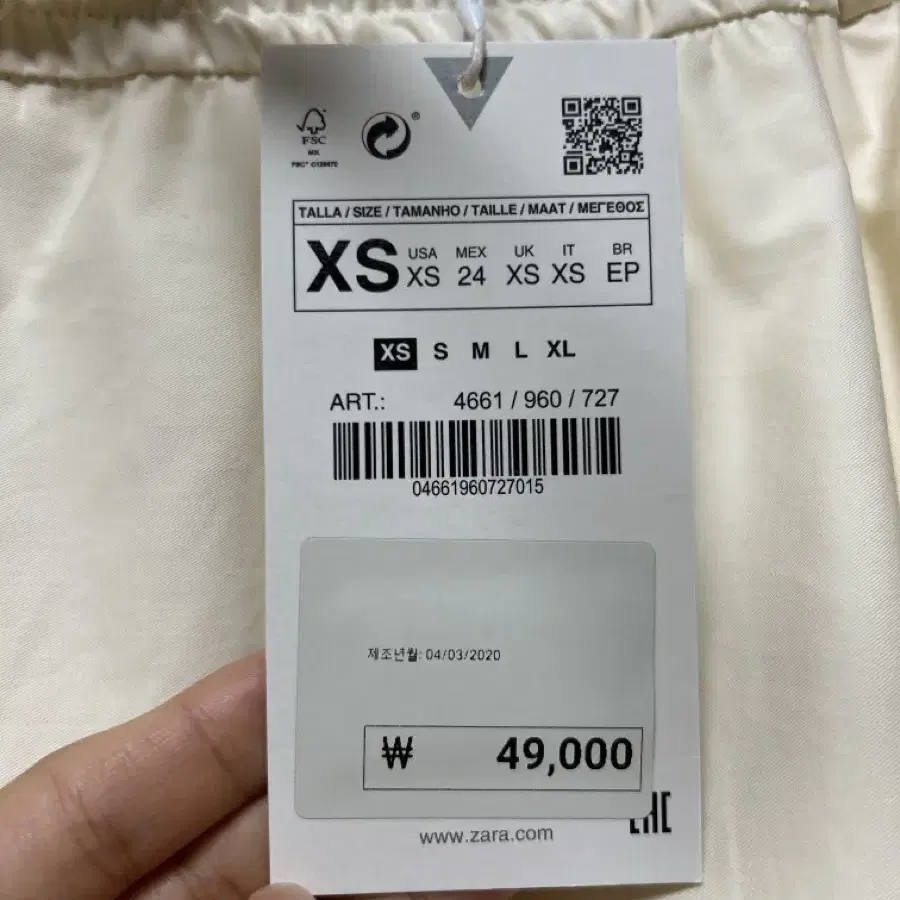 FSC
MIX
TALLA / SIZE / TAMANHO / TAILLE / MAAT / ΜΕΓΕΘΟΣ
XS USA XS MEX 24 UK XS IT XS BR EP
XS S M L XL
ART.: 4661 / 960 / 727
04661960727015
제조년월: 04/03/2020
₩ 49,000
EAC
www.zara.com